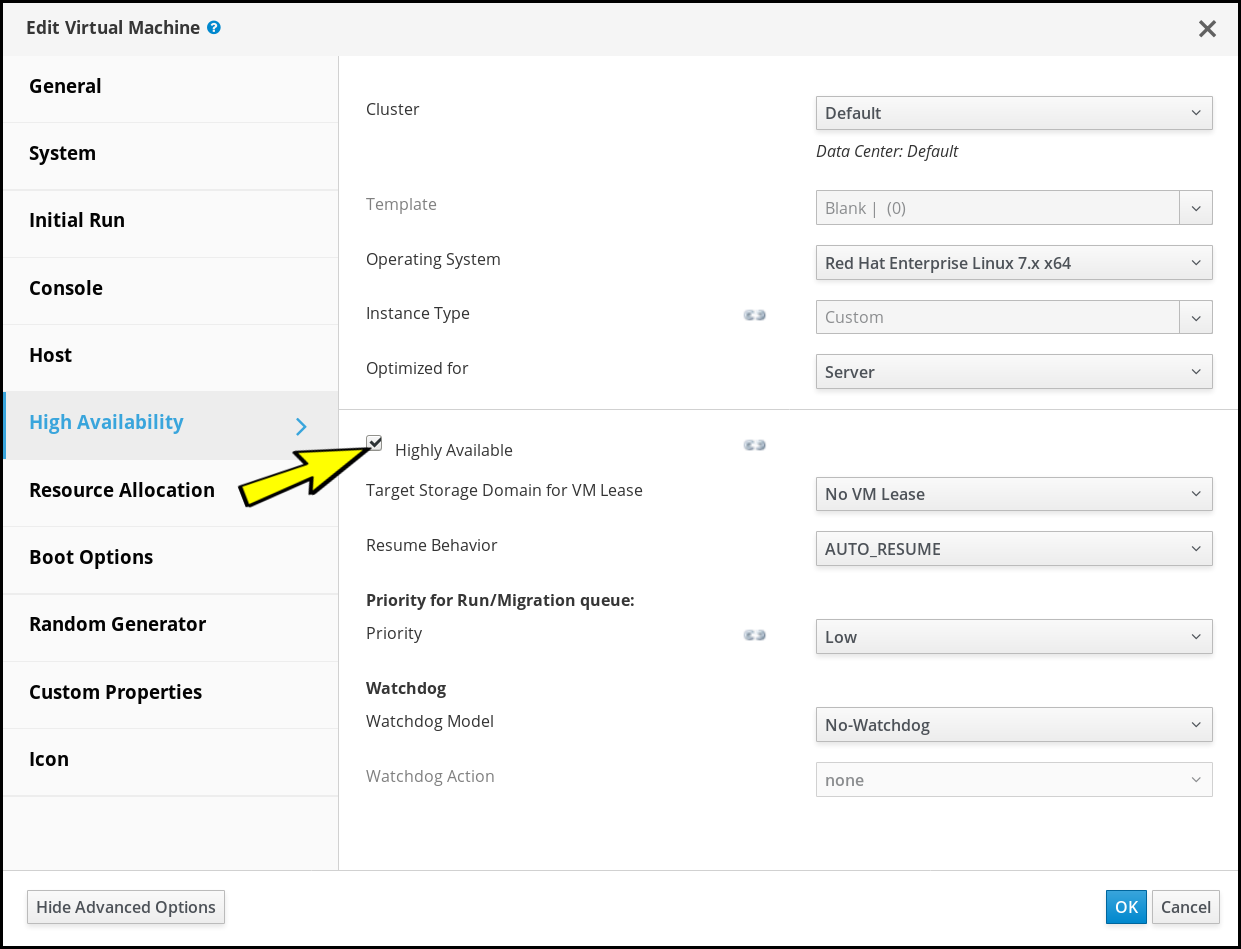 Edit Virtual Machine ?
General
System
Initial Run
Console
Host
High Availability
Resource Allocation
Boot Options
Random Generator
Custom Properties
Icon
Cluster
Default
Data Center: Default
Template
Blank | (0)
Operating System
Red Hat Enterprise Linux 7.x x64
Instance Type
Custom
Optimized for
Server
Highly Available
Target Storage Domain for VM Lease
No VM Lease
Resume Behavior
AUTO_RESUME
Priority for Run/Migration queue:
Priority
Low
Watchdog
Watchdog Model
No-Watchdog
Watchdog Action
none
Hide Advanced Options
OK
Cancel